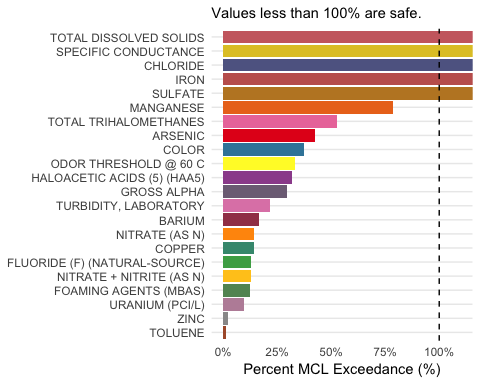 Values less than 100% are safe.
TOTAL DISSOLVED SOLIDS
SPECIFIC CONDUCTANCE
CHLORIDE
IRON
SULFATE
MANGANESE
TOTAL TRIHALOMETHANES
ARSENIC
COLOR
ODOR THRESHOLD @ 60 C
HALOACETIC ACIDS (5) (HAA5)
GROSS ALPHA
TURBIDITY, LABORATORY
BARIUM
NITRATE (AS N)
COPPER
FLUORIDE (F) (NATURAL-SOURCE)
NITRATE + NITRITE (AS N)
FOAMING AGENTS (MBAS)
URANIUM (PCI/L)
ZINC
TOLUENE
0% 25% 50% 75% 100%
Percent MCL Exceedance (%)